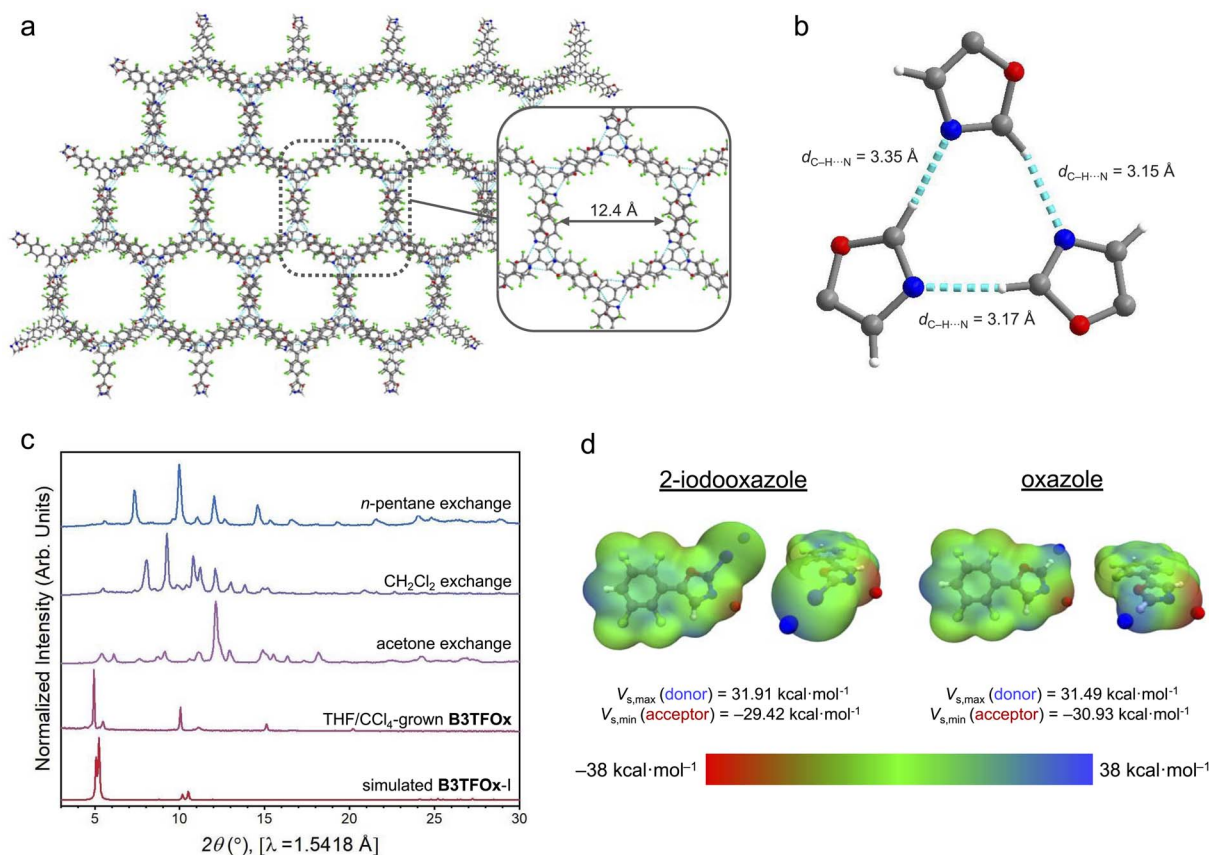 a
12.4 Å
b
d_C–H···N = 3.35 Å
d_C–H···N = 3.15 Å
d_C–H···N = 3.17 Å
c
Normalized Intensity (Arb. Units)
n-pentane exchange
CH₂Cl₂ exchange
acetone exchange
THF/CCl₄-grown B3TFOx
simulated B3TFOx-I
5 10 15 20 25 30
2θ (°), [λ =1.5418 Å]
d
2-iodooxazole
oxazole
Vs,max (donor) = 31.91 kcal·mol⁻¹
Vs,min (acceptor) = –29.42 kcal·mol⁻¹
Vs,max (donor) = 31.49 kcal·mol⁻¹
Vs,min (acceptor) = –30.93 kcal·mol⁻¹
–38 kcal·mol⁻¹
38 kcal·mol⁻¹